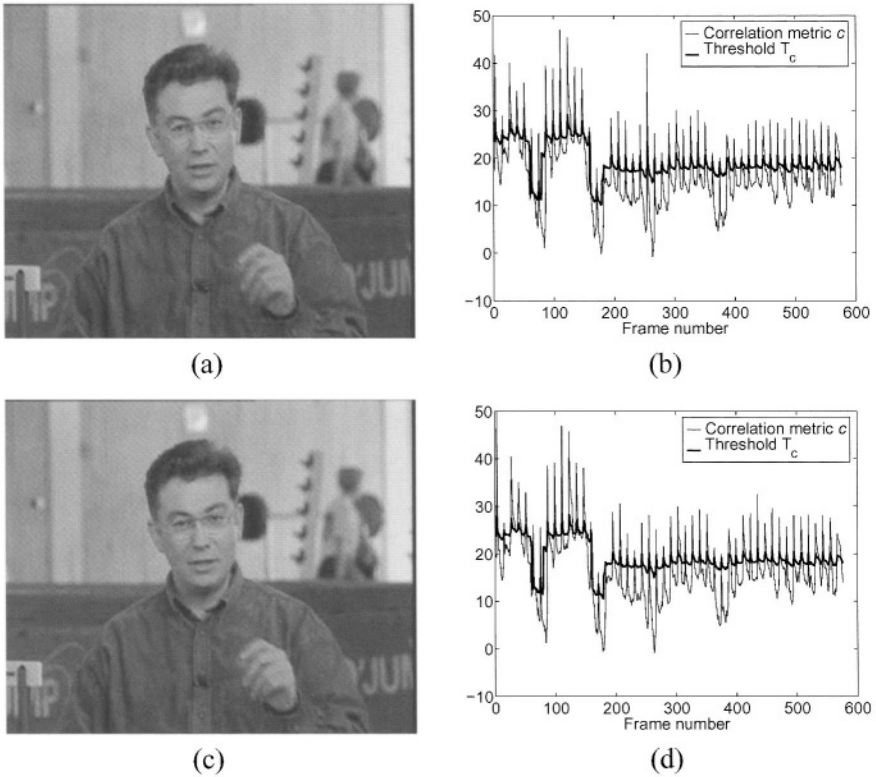 50
40
30
20
10
0
−10
0 100 200 300 400 500 600
Frame number
Correlation metric c
Threshold T_c
JUN
(a)
(b)
50
40
30
20
10
0
−10
0 100 200 300 400 500 600
Frame number
Correlation metric c
Threshold T_c
JUN
(c)
(d)